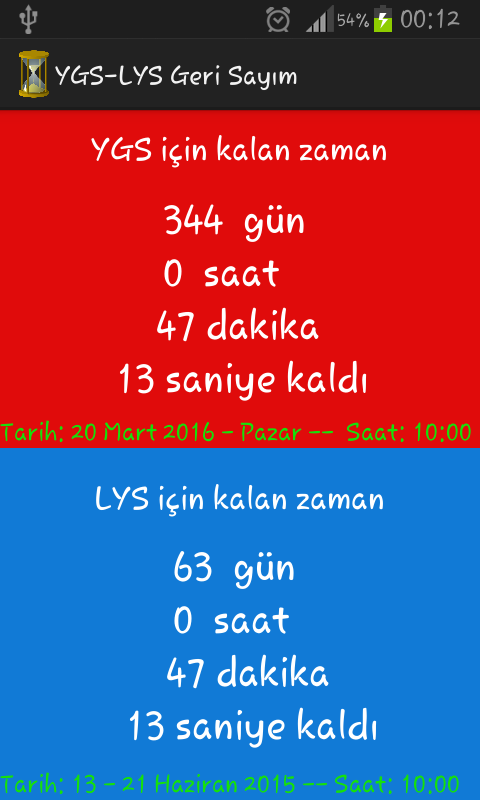 54% 00:12
YGS-LYS Geri Sayım
YGS için kalan zaman
344 gün
0 saat
47 dakika
13 saniye kaldı
Tarih: 20 Mart 2016 - Pazar -- Saat: 10:00
LYS için kalan zaman
63 gün
0 saat
47 dakika
13 saniye kaldı
Tarih: 13 - 21 Haziran 2015 -- Saat: 10:00